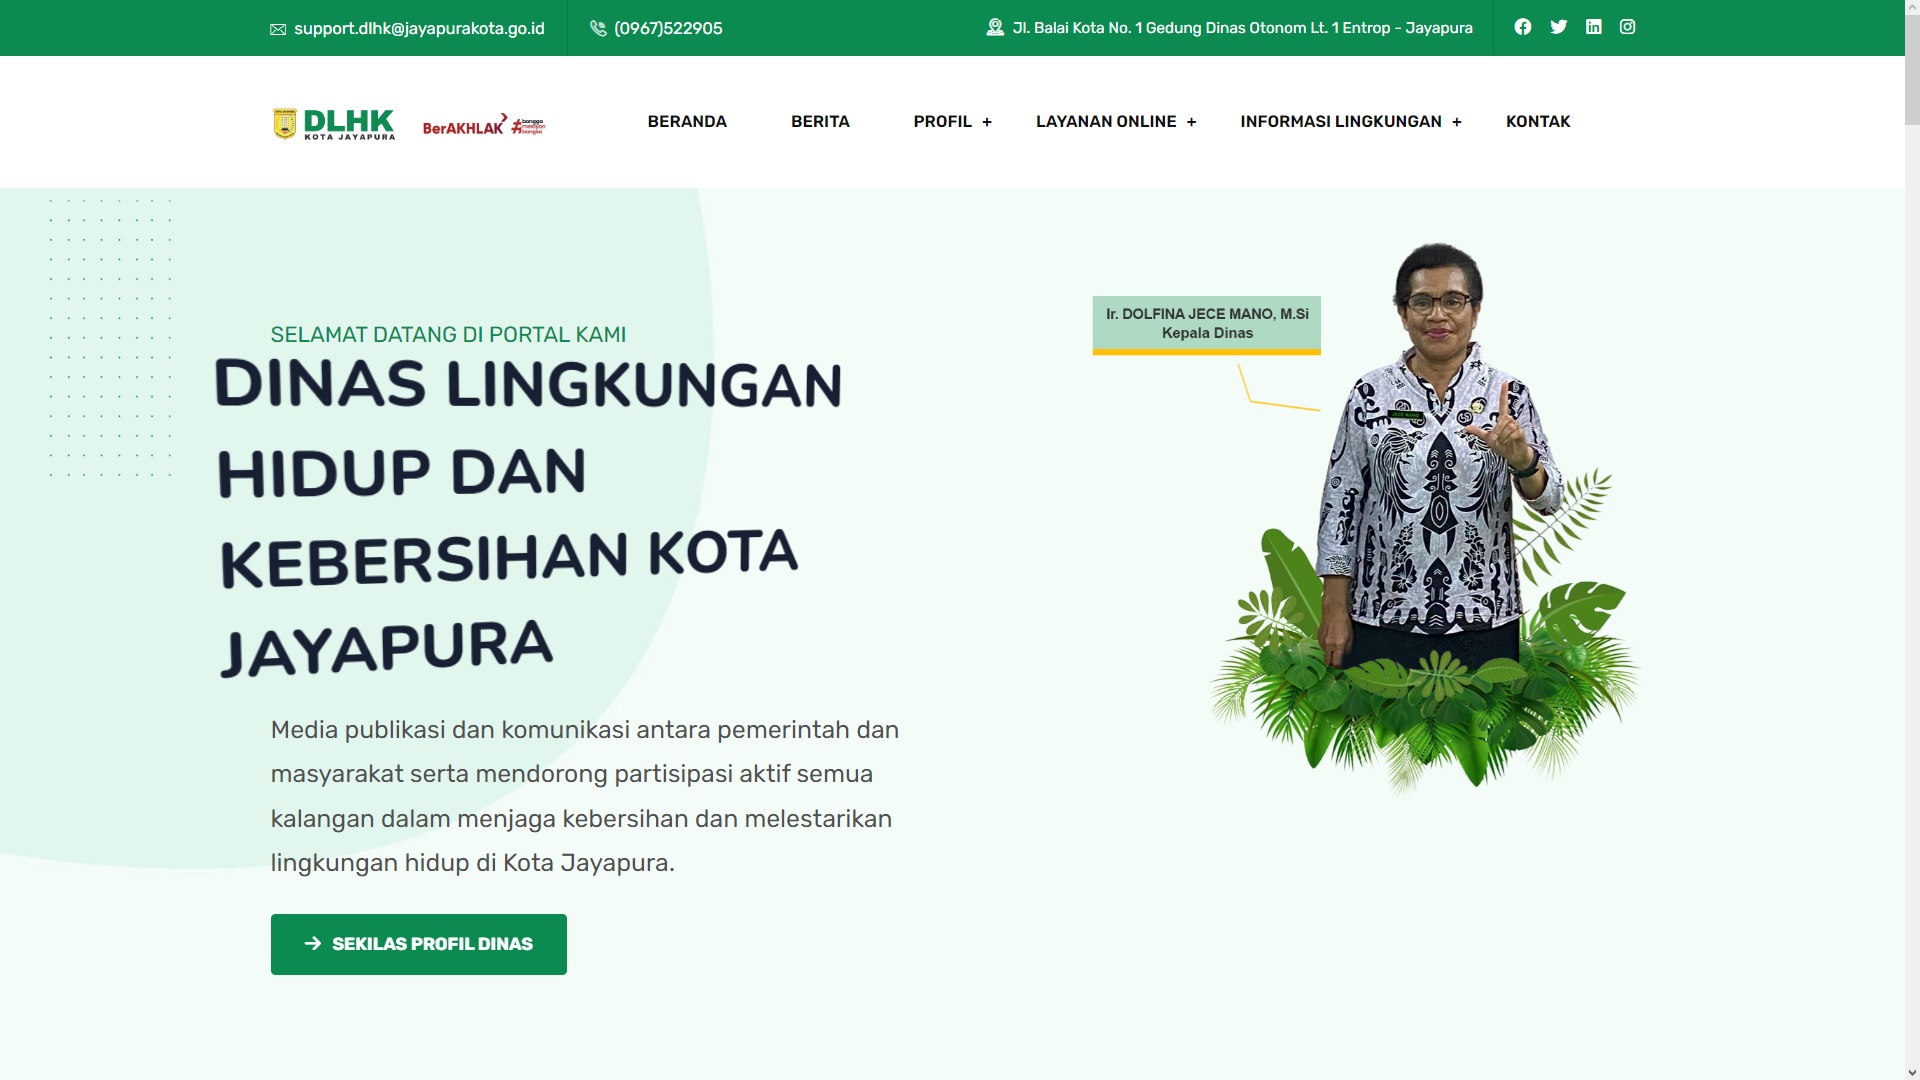 support.dlhk@jayapurakota.go.id
(0967)522905
Jl. Balai Kota No. 1 Gedung Dinas Otonom Lt. 1 Entrop - Jayapura
DLHK
KOTA JAYAPURA
BerAKHLAK
# bangga
melayani
bangsa
BERANDA
BERITA
PROFIL +
LAYANAN ONLINE +
INFORMASI LINGKUNGAN +
KONTAK
SELAMAT DATANG DI PORTAL KAMI
DINAS LINGKUNGAN
HIDUP DAN
KEBERSIHAN KOTA
JAYAPURA
Media publikasi dan komunikasi antara pemerintah dan
masyarakat serta mendorong partisipasi aktif semua
kalangan dalam menjaga kebersihan dan melestarikan
lingkungan hidup di Kota Jayapura.
SEKILAS PROFIL DINAS
Ir. DOLFINA JECE MANO, M.Si
Kepala Dinas
JECE MANO